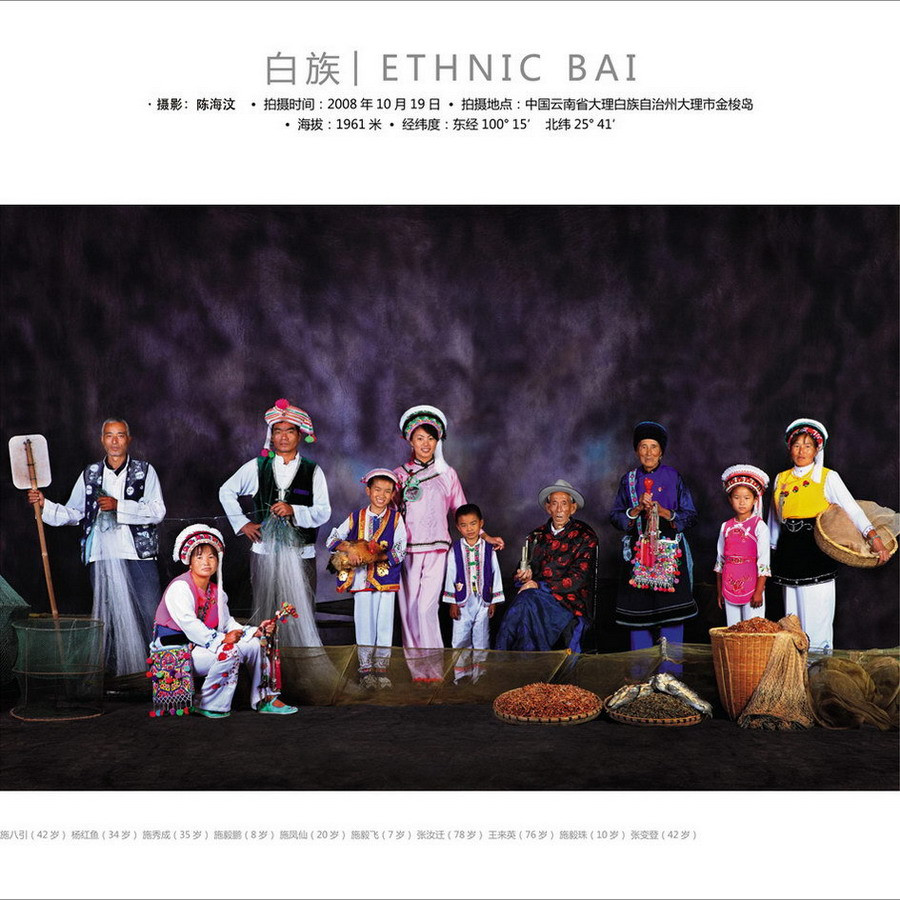 白族| ETHNIC BAI
· 摄影：陈海汶 • 拍摄时间：2008 年 10 月 19 日 • 拍摄地点：中国云南省大理白族自治州大理市金梭岛
• 海拔：1961 米 • 经纬度：东经 100° 15′ 北纬 25° 41′
施八引（42 岁） 杨红鱼（34 岁） 施秀成（35 岁） 施毅鹏（8 岁） 施凤仙（20 岁） 施毅飞（7 岁） 张汝迁（78 岁） 王来英（76 岁） 施毅珠（10 岁） 张变登（42 岁）